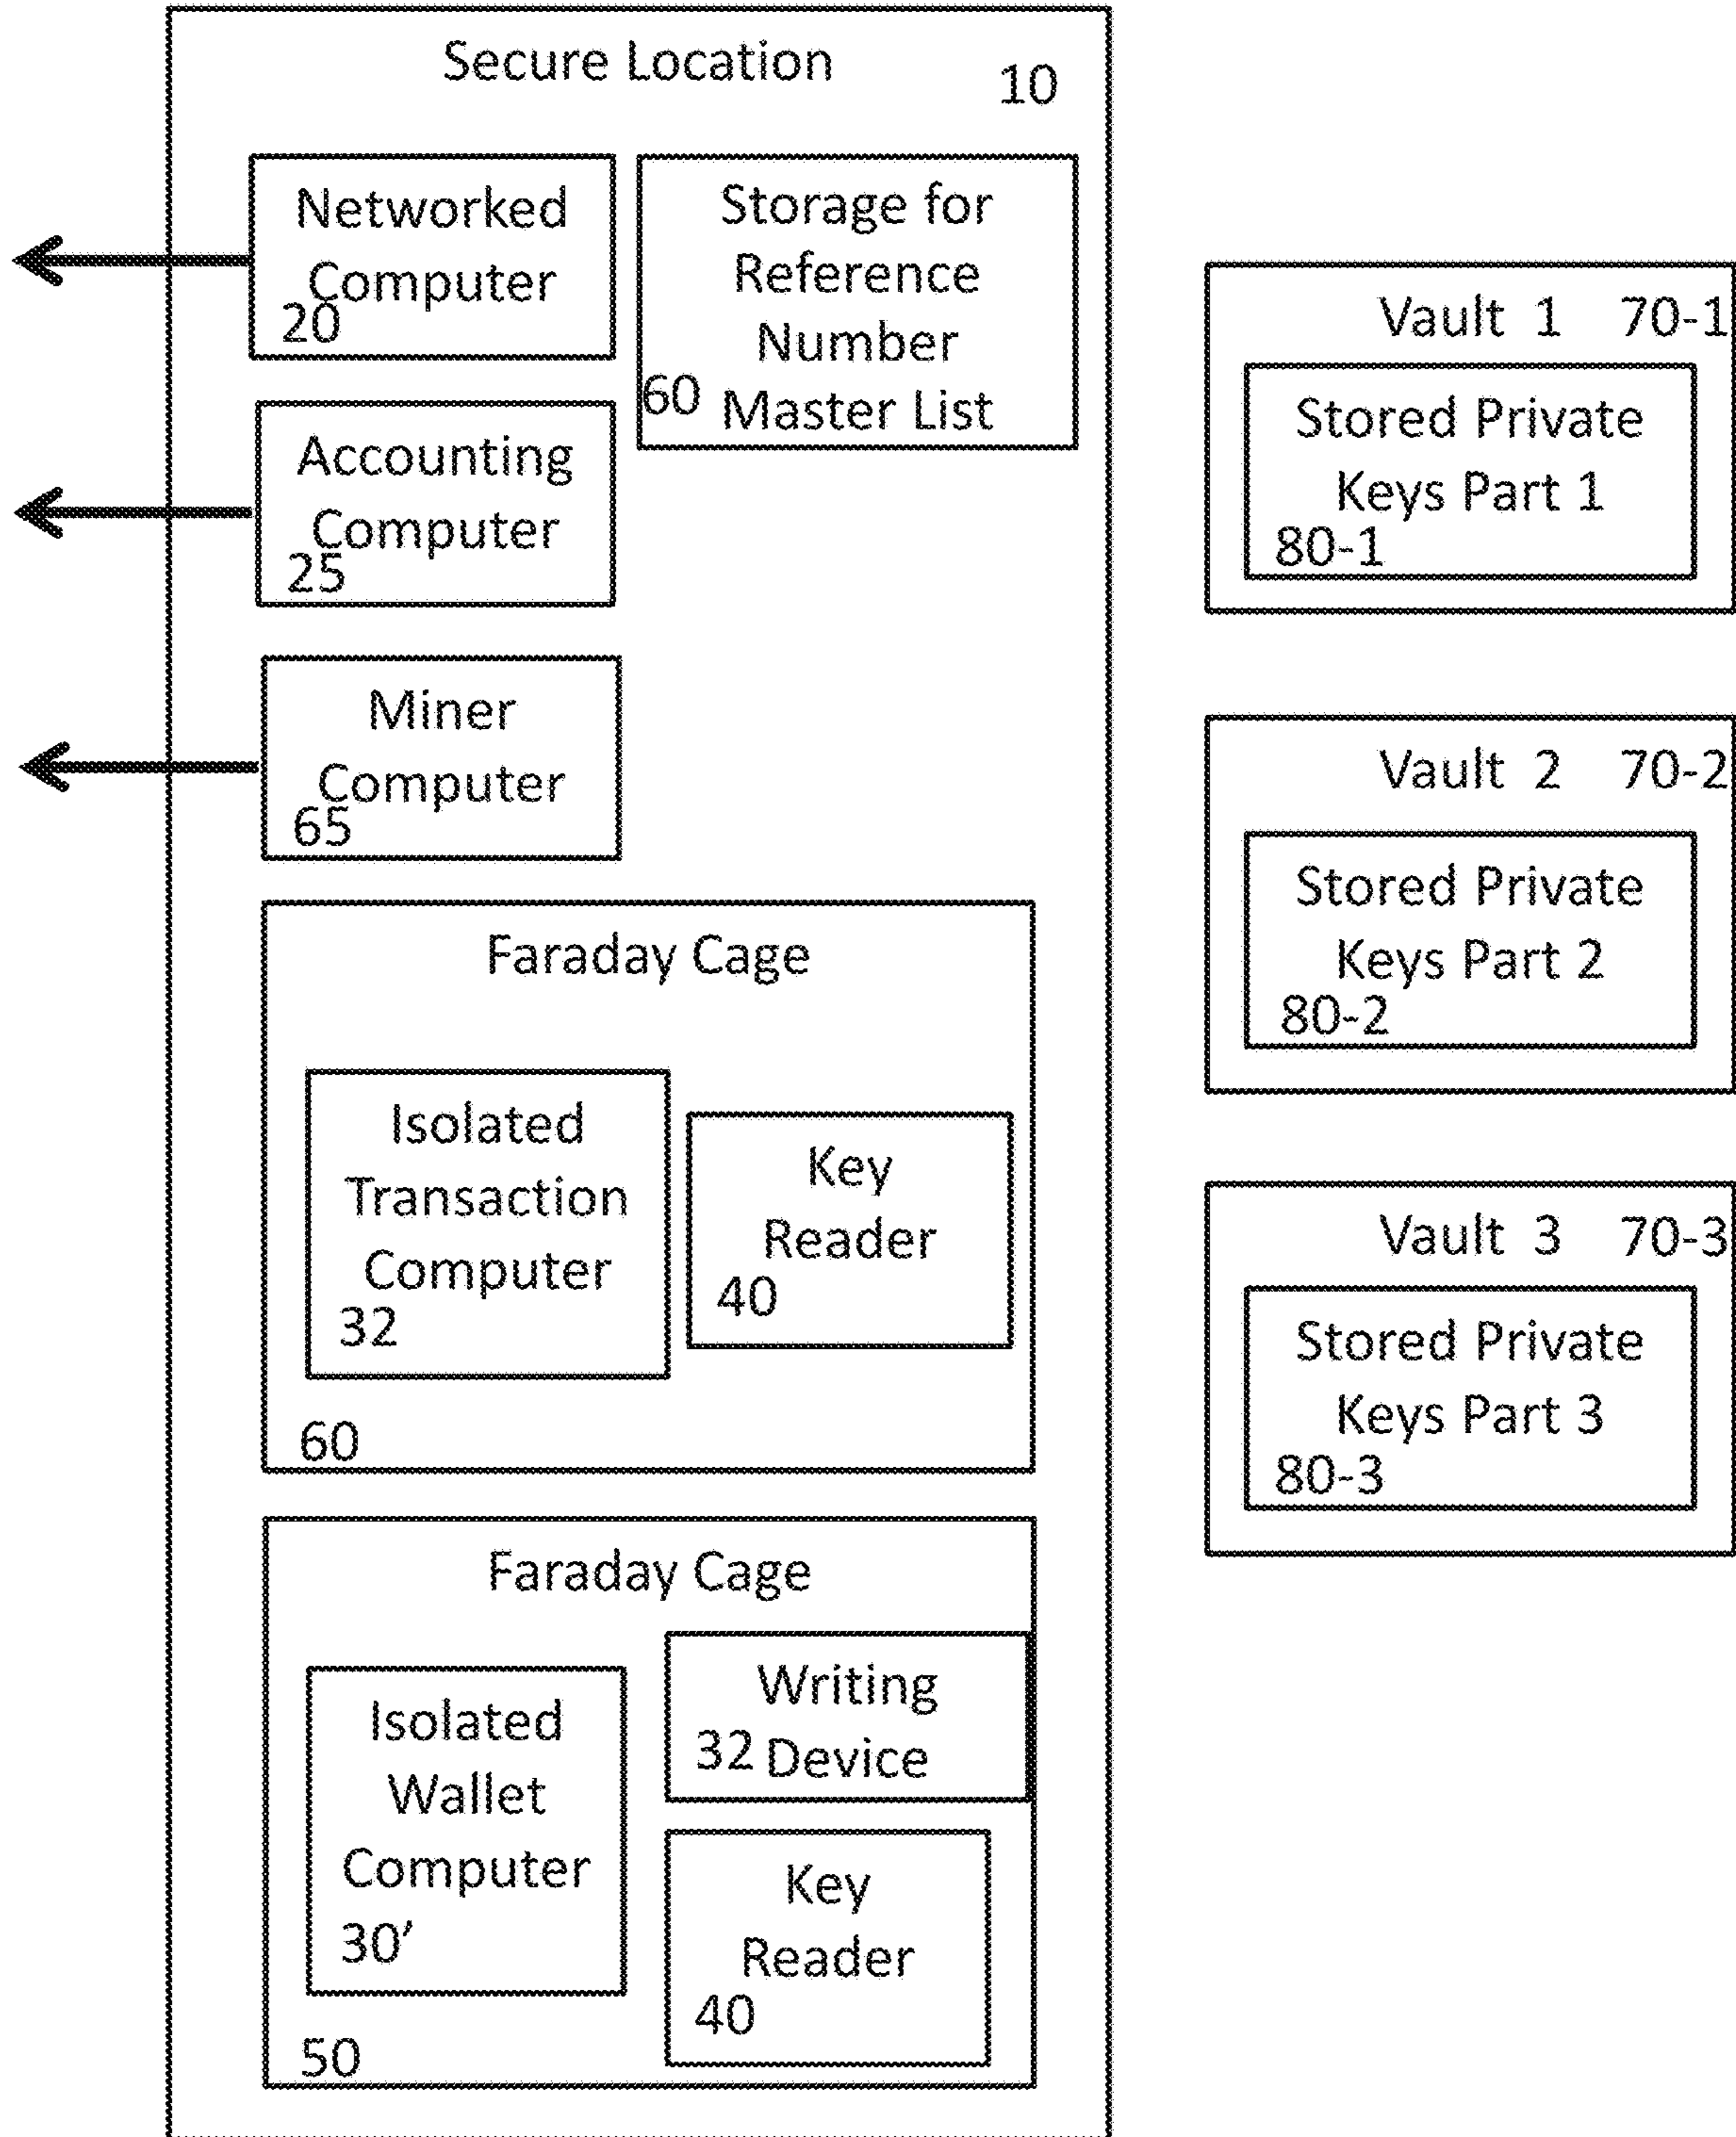 Secure Location
10
Networked
Computer
20
Storage for
Reference
Number
Master List
60
Accounting
Computer
25
Miner
Computer
65
Faraday Cage
Isolated
Transaction
Computer
32
Key
Reader
40
60
Faraday Cage
Isolated
Wallet
Computer
30’
Writing
32 Device
Key
Reader
40
50
Vault 1 70-1
Stored Private
Keys Part 1
80-1
Vault 2 70-2
Stored Private
Keys Part 2
80-2
Vault 3 70-3
Stored Private
Keys Part 3
80-3